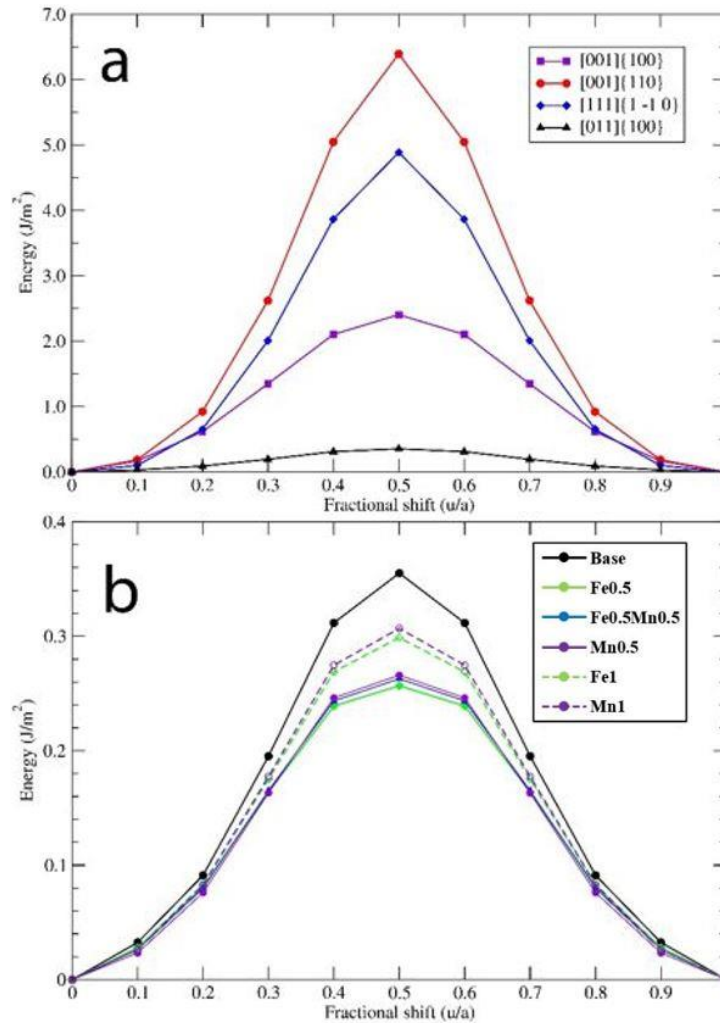 7.0
a
[001]{100}
[001]{110}
[111]{1 -1 0}
[011]{100}
6.0
5.0
4.0
3.0
2.0
1.0
0.0
Energy (J/m²)
0 0.1 0.2 0.3 0.4 0.5 0.6 0.7 0.8 0.9
Fractional shift (u/a)
0.4
b
Base
Fe0.5
Fe0.5Mn0.5
Mn0.5
Fe1
Mn1
0.3
0.2
0.1
0
Energy (J/m²)
0 0.1 0.2 0.3 0.4 0.5 0.6 0.7 0.8 0.9
Fractional shift (u/a)